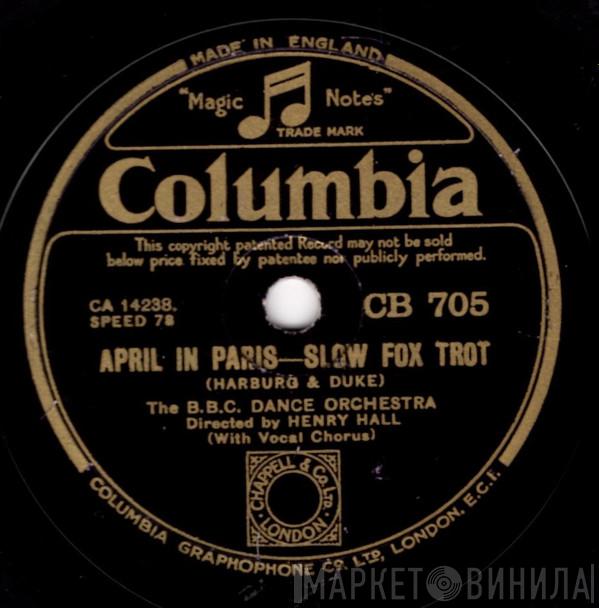 MADE IN ENGLAND
"Magic Notes"
TRADE MARK
Columbia
This copyright patented Record may not be sold
below price fixed by patentee nor publicly performed.
CA 14238.
SPEED 78
CB 705
APRIL IN PARIS—SLOW FOX TROT
(HARBURG & DUKE)
The B.B.C. DANCE ORCHESTRA
Directed by HENRY HALL
(With Vocal Chorus)
CHAPPELL & Co. LTD.
LONDON
COLUMBIA GRAPHOPHONE Co. LTD, LONDON. E.C.I.
МАРКЕТ ВИНИЛА